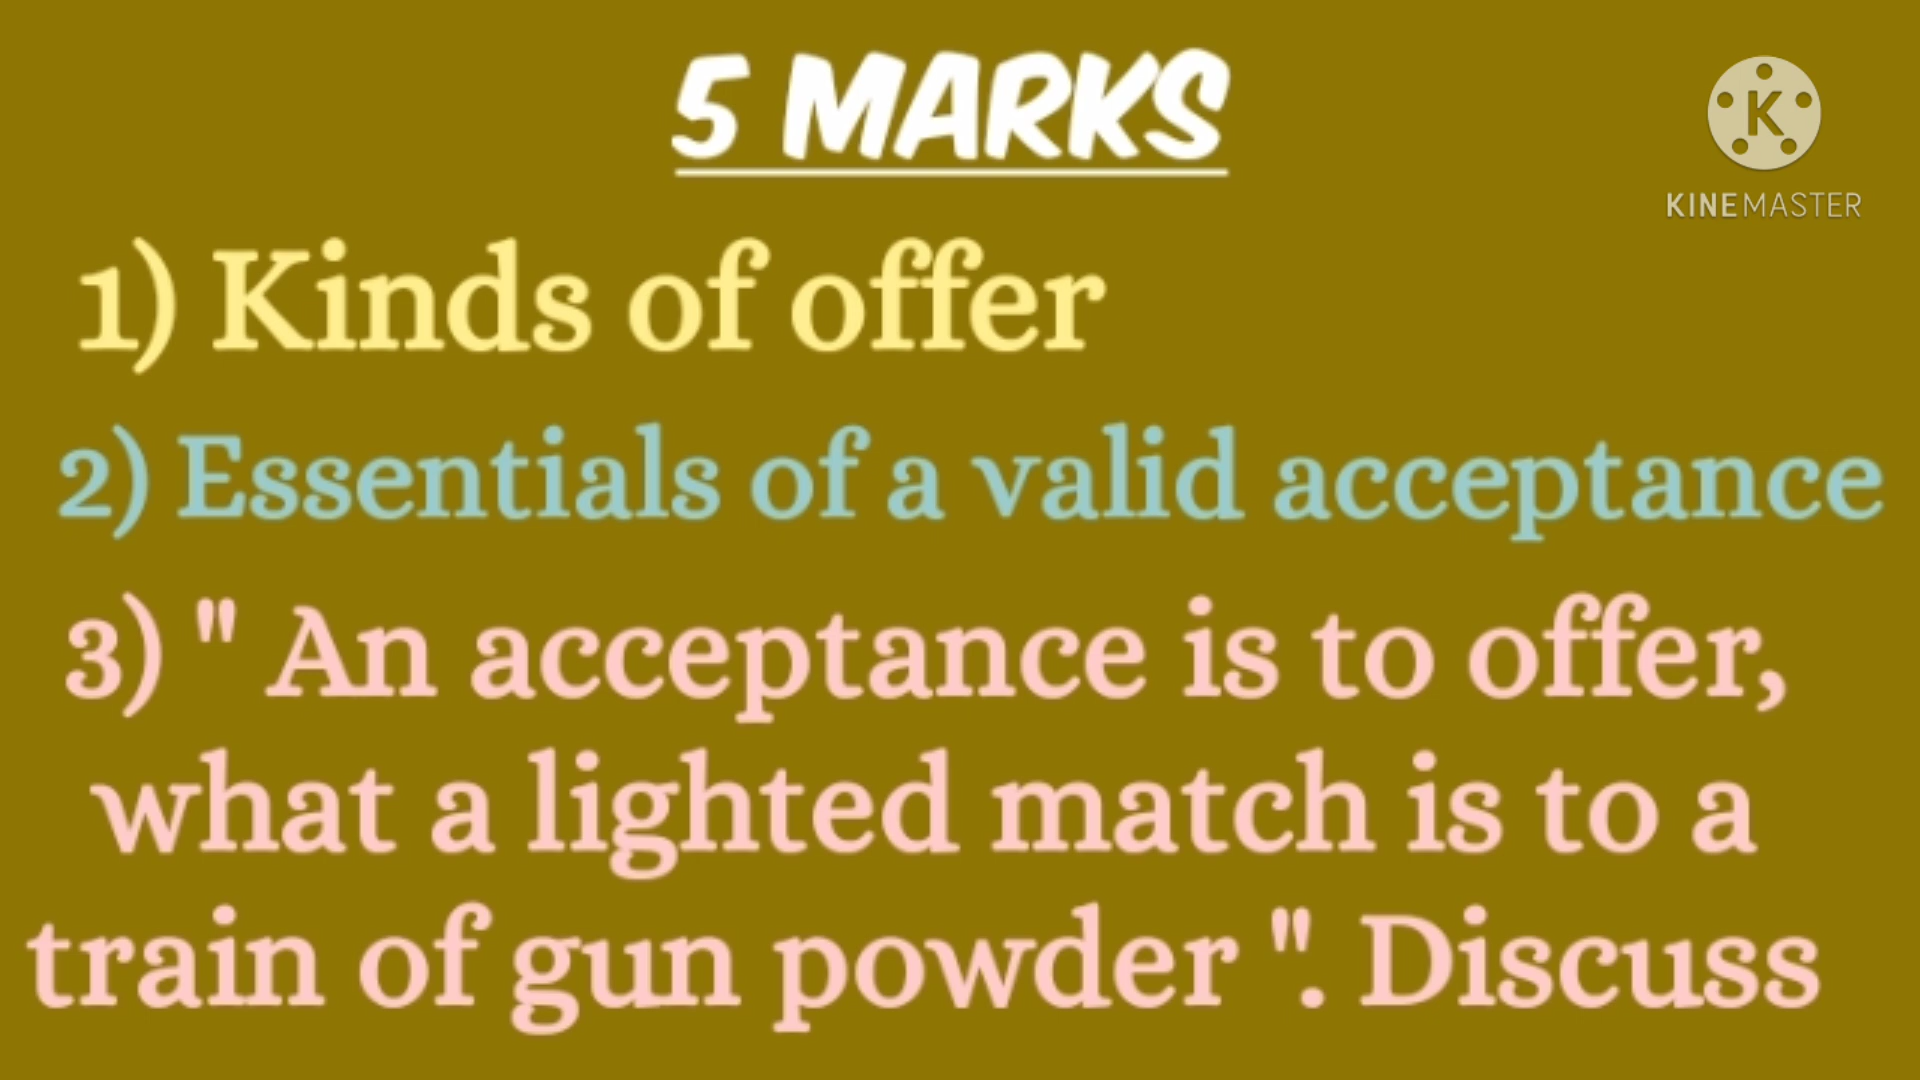 5 MARKS
K
KINEMASTER
1) Kinds of offer
2) Essentials of a valid acceptance
3) " An acceptance is to offer,
what a lighted match is to a
train of gun powder ". Discuss